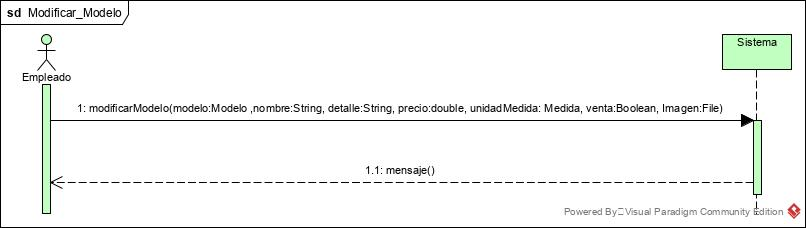 sd Modificar_Modelo
Empleado
Sistema
1: modificarModelo(modelo:Modelo ,nombre:String, detalle:String, precio:double, unidadMedida: Medida, venta:Boolean, Imagen:File)
1.1: mensaje()
Powered By Visual Paradigm Community Edition